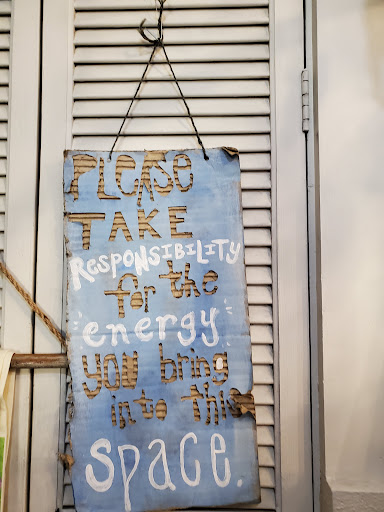 PLEASE
TAKE
RESPONSIBILITY
for the
energy
you bring
into This
SPACE.